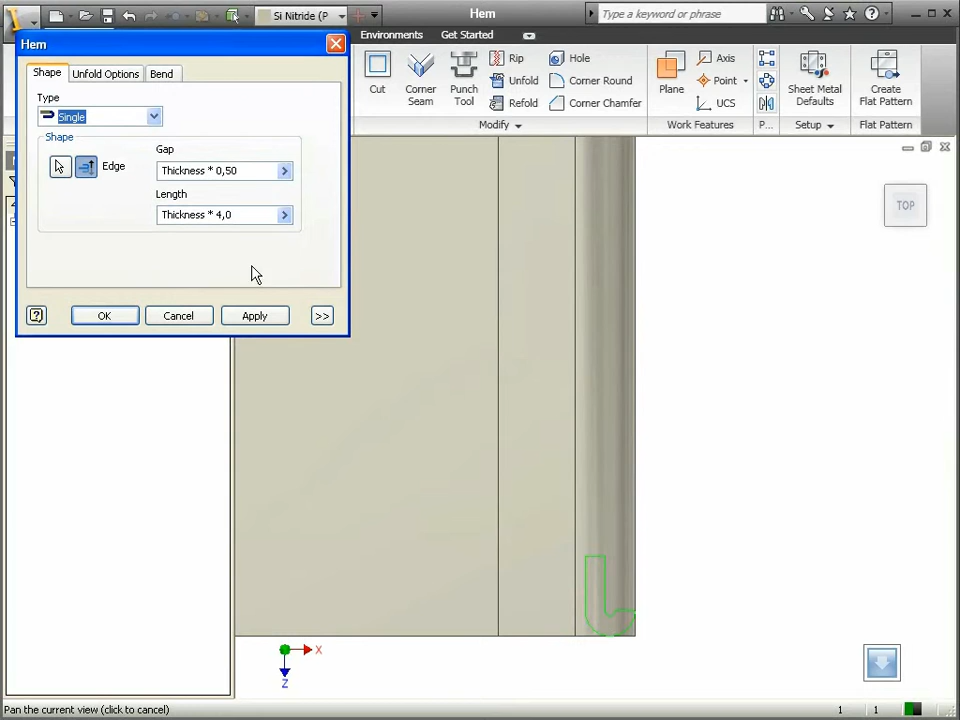 Si Nitride (P
Hem
Type a keyword or phrase
Environments
Get Started
Hem
Shape
Unfold Options
Bend
Type
Single
Shape
Edge
Gap
Thickness * 0,50
Length
Thickness * 4,0
OK
Cancel
Apply
>>
Cut
Corner
Seam
Punch
Tool
Rip
Unfold
Refold
Hole
Corner Round
Corner Chamfer
Modify
Plane
Axis
Point
UCS
Work Features
P...
Sheet Metal
Defaults
Setup
Create
Flat Pattern
Flat Pattern
TOP
X
Z
Pan the current view (click to cancel)
1
1